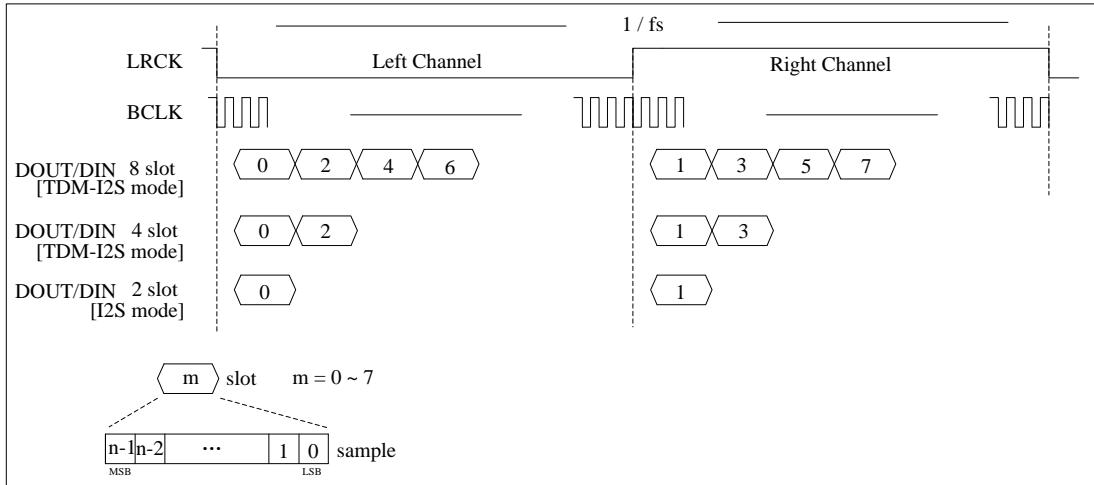 1 / fs
LRCK Left Channel Right Channel
BCLK
DOUT/DIN 8 slot 0 2 4 6 1 3 5 7
[TDM-I2S mode]
DOUT/DIN 4 slot 0 2 1 3
[TDM-I2S mode]
DOUT/DIN 2 slot 0 1
[I2S mode]
m slot m = 0 ~ 7
n-1 n-2 ... 1 0 sample
MSB LSB